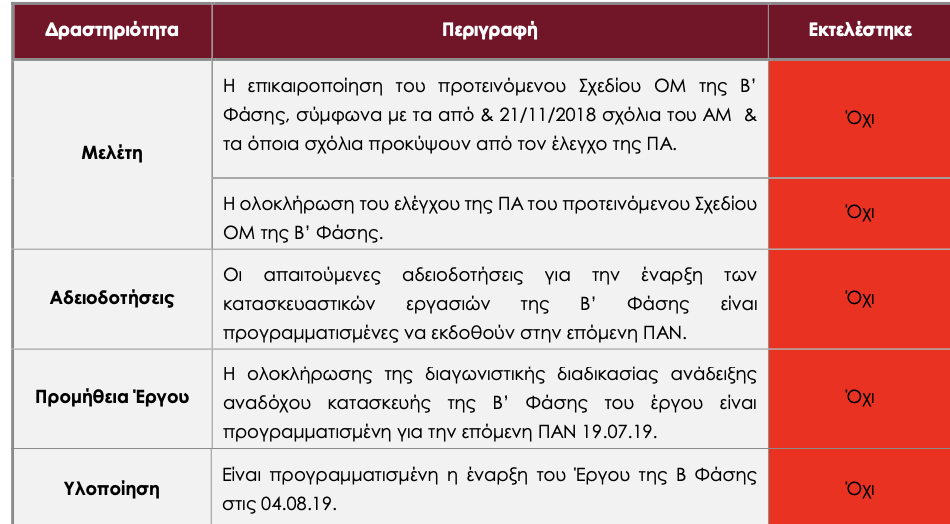 Δραστηριότητα Περιγραφή Εκτελέστηκε
Μελέτη
Η επικαιροποίηση του προτεινόμενου Σχεδίου ΟΜ της Β’
Φάσης, σύμφωνα με τα από & 21/11/2018 σχόλια του ΑΜ &
τα όποια σχόλια προκύψουν από τον έλεγχο της ΠΑ.
Όχι
Η ολοκλήρωση του ελέγχου της ΠΑ του προτεινόμενου Σχεδίου
ΟΜ της Β’ Φάσης.
Όχι
Αδειοδοτήσεις
Οι απαιτούμενες αδειοδοτήσεις για την έναρξη των
κατασκευαστικών εργασιών της Β’ Φάσης είναι
προγραμματισμένες να εκδοθούν στην επόμενη ΠΑΝ.
Όχι
Προμήθεια Έργου
Η ολοκλήρωσης της διαγωνιστικής διαδικασίας ανάδειξης
αναδόχου κατασκευής της Β’ Φάσης του έργου είναι
προγραμματισμένη για την επόμενη ΠΑΝ 19.07.19.
Όχι
Υλοποίηση
Είναι προγραμματισμένη η έναρξη του Έργου της Β Φάσης
στις 04.08.19.
Όχι